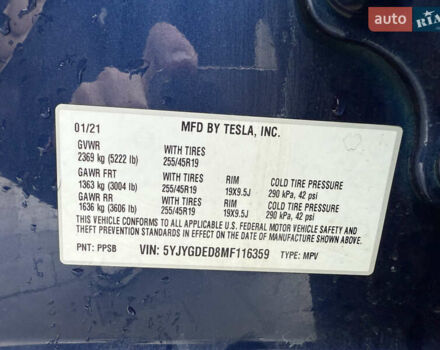 auto RIA
01/21 MFD BY TESLA, INC.
GVWR WITH TIRES
2369 kg (5222 lb) 255/45R19
GAWR FRT WITH TIRES RIM COLD TIRE PRESSURE
1363 kg (3004 lb) 255/45R19 19X9.5J 290 kPa, 42 psi
GAWR RR WITH TIRES RIM COLD TIRE PRESSURE
1636 kg (3606 lb) 255/45R19 19X9.5J 290 kPa, 42 psi
THIS VEHICLE CONFORMS TO ALL APPLICABLE U.S. FEDERAL MOTOR VEHICLE SAFETY AND
THEFT PREVENTION STANDARDS IN EFFECT ON THE DATE OF MANUFACTURE SHOWN ABOVE.
PNT: PPSB VIN: 5YJYGDED8MF116359 TYPE: MPV